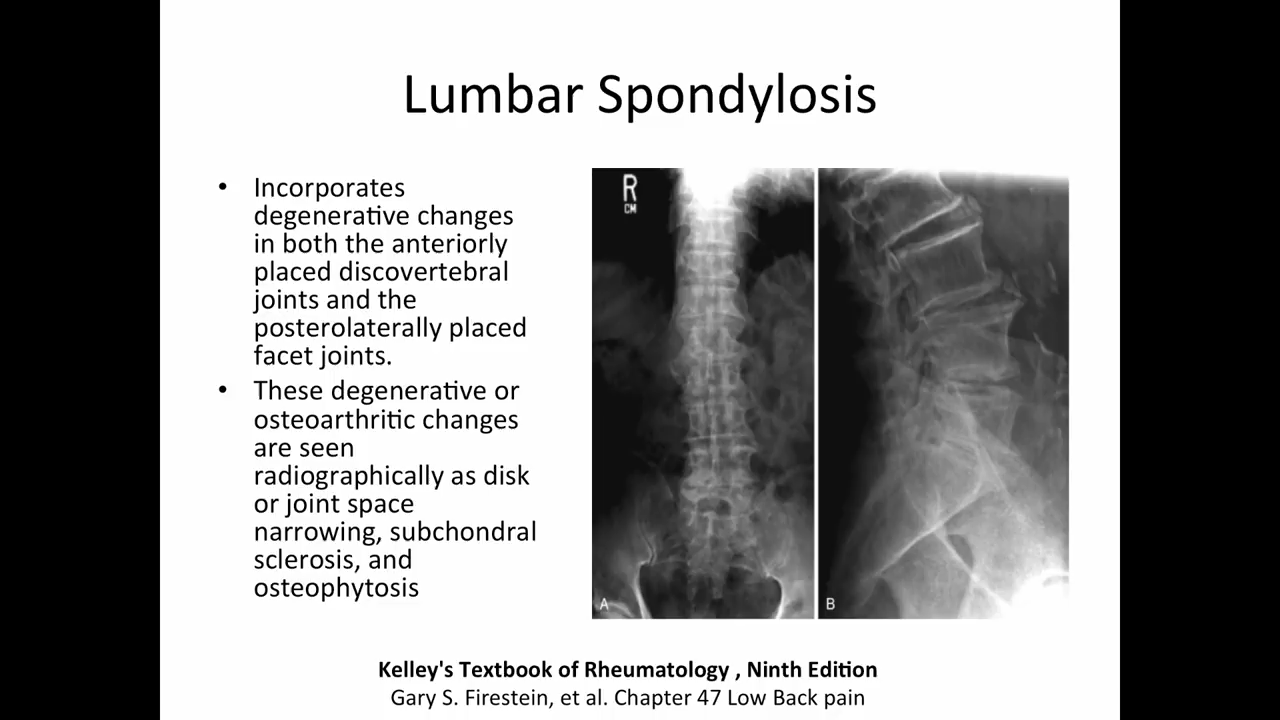 Lumbar Spondylosis
• Incorporates
degenerative changes
in both the anteriorly
placed discovertebral
joints and the
posterolaterally placed
facet joints.
• These degenerative or
osteoarthritic changes
are seen
radiographically as disk
or joint space
narrowing, subchondral
sclerosis, and
osteophytosis
R
CM
A
B
Kelley's Textbook of Rheumatology , Ninth Edition
Gary S. Firestein, et al. Chapter 47 Low Back pain